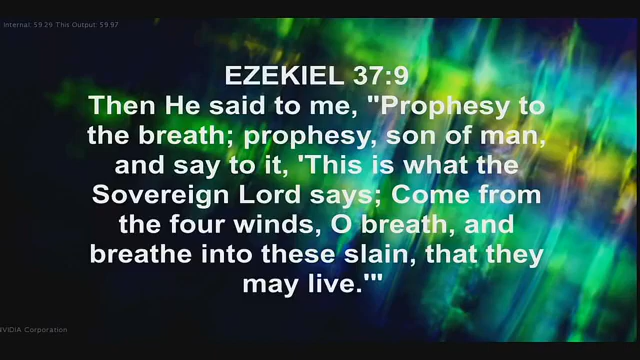 Internal: 59.29 This Output: 59.97
EZEKIEL 37:9
Then He said to me, "Prophesy to
the breath; prophesy, son of man,
and say to it, 'This is what the
Sovereign Lord says; Come from
the four winds, O breath, and
breathe into these slain, that they
may live.'"
NVIDIA Corporation